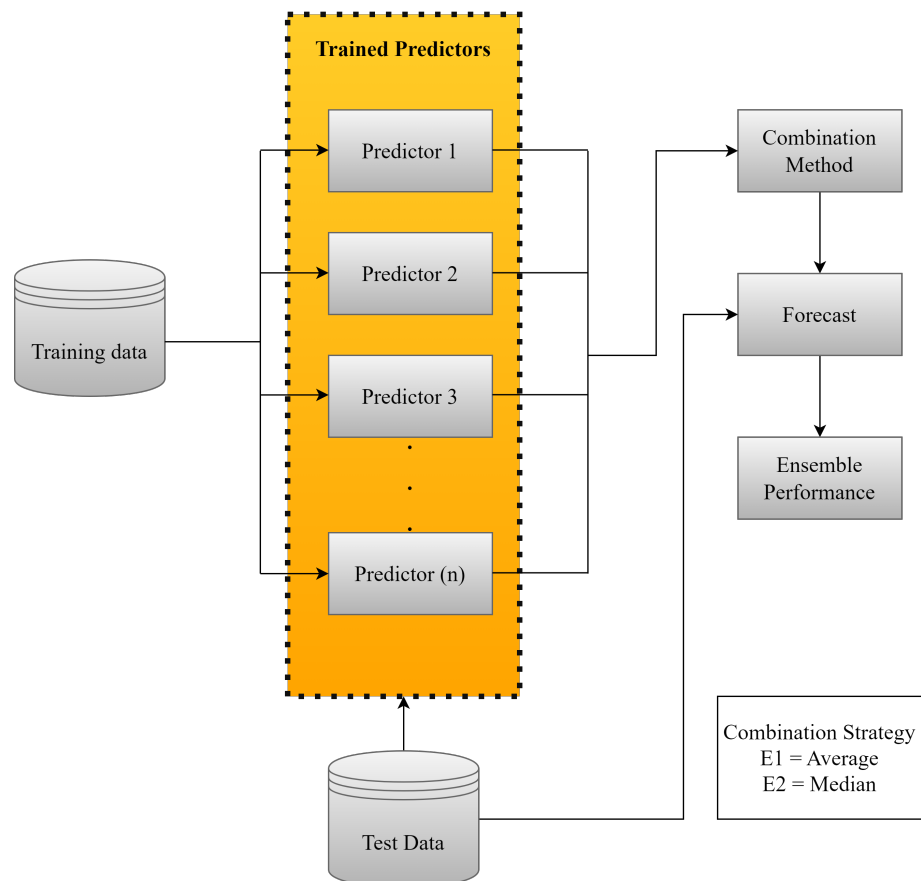 Trained Predictors
Predictor 1
Predictor 2
Predictor 3
.
.
.
Predictor (n)
Training data
Test Data
Combination
Method
Forecast
Ensemble
Performance
Combination Strategy
E1 = Average
E2 = Median